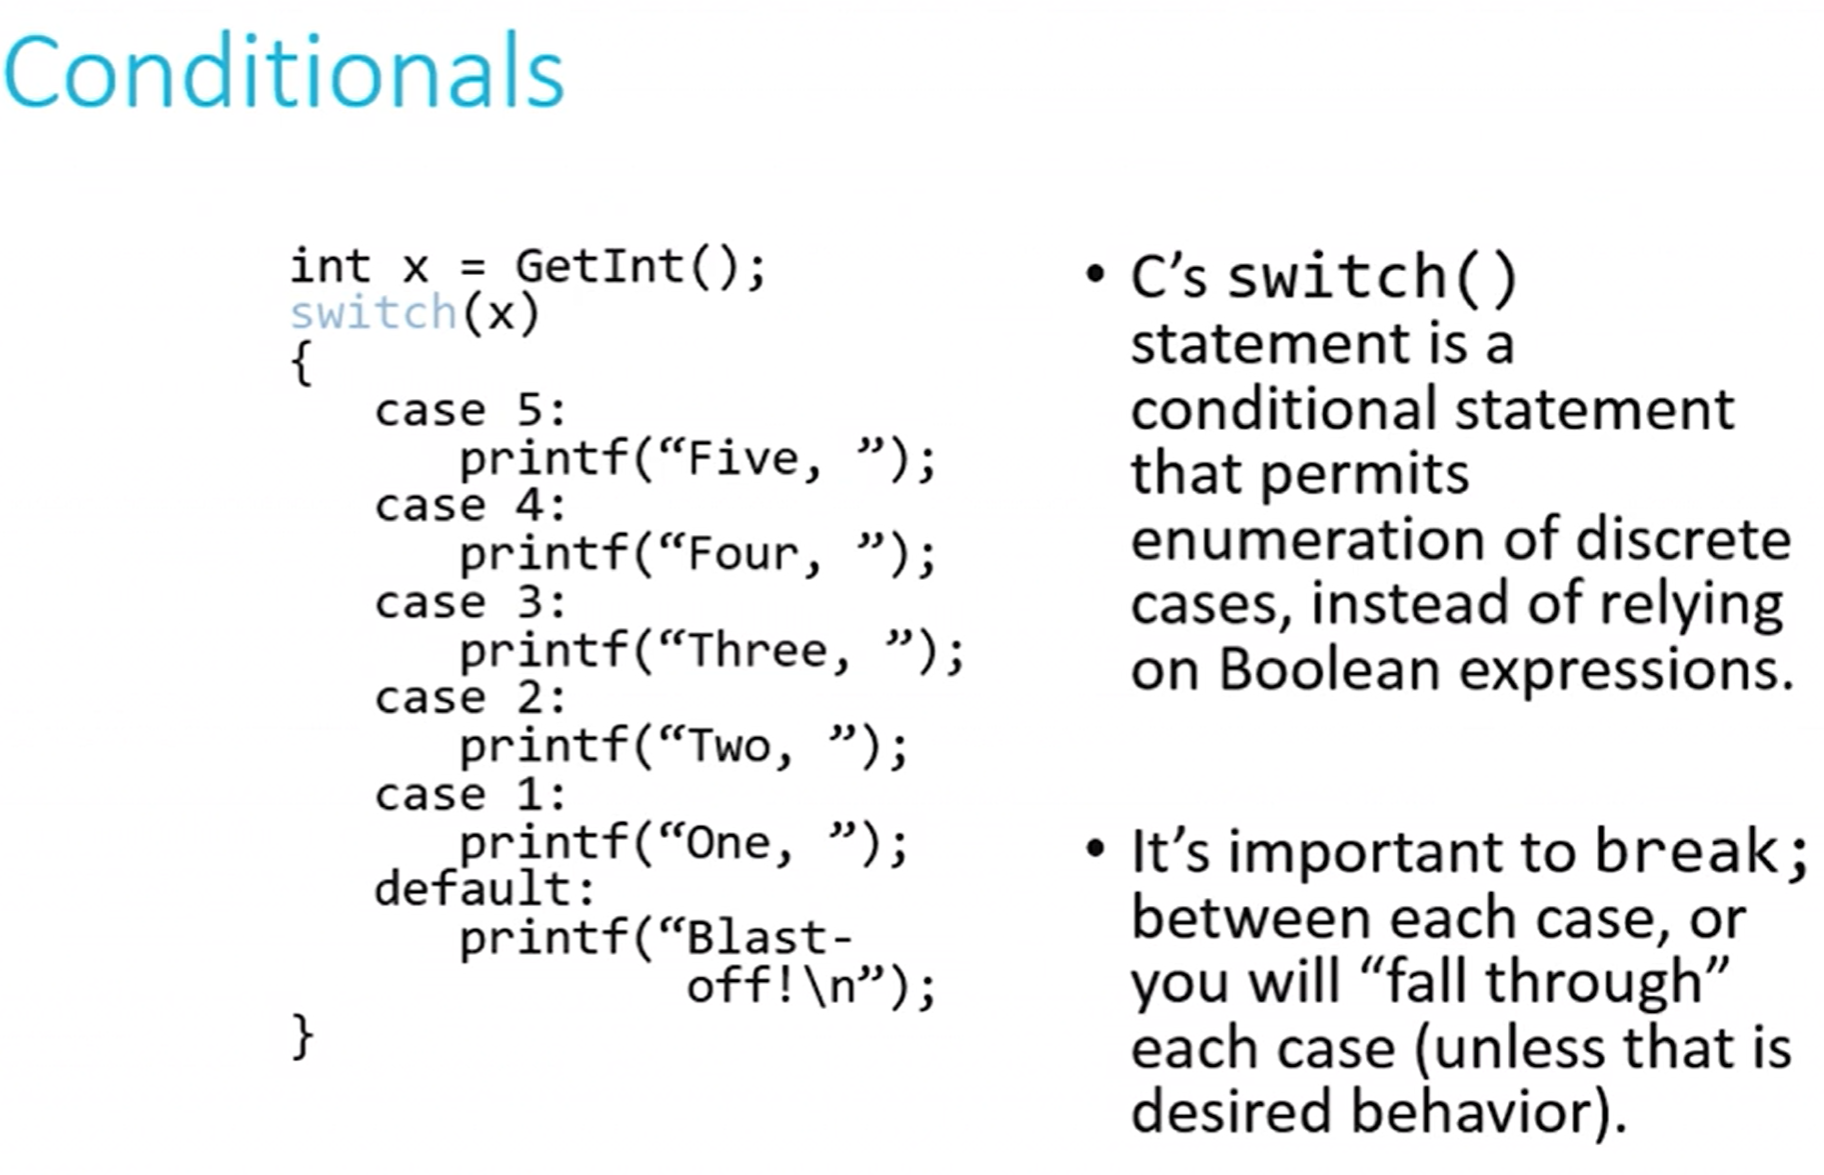 Conditionals
int x = GetInt();
switch(x)
{
case 5:
printf(“Five, ”);
case 4:
printf(“Four, ”);
case 3:
printf(“Three, ”);
case 2:
printf(“Two, ”);
case 1:
printf(“One, ”);
default:
printf(“Blast-
off!\n”);
}
• C’s switch()
statement is a
conditional statement
that permits
enumeration of discrete
cases, instead of relying
on Boolean expressions.
• It’s important to break;
between each case, or
you will “fall through”
each case (unless that is
desired behavior).